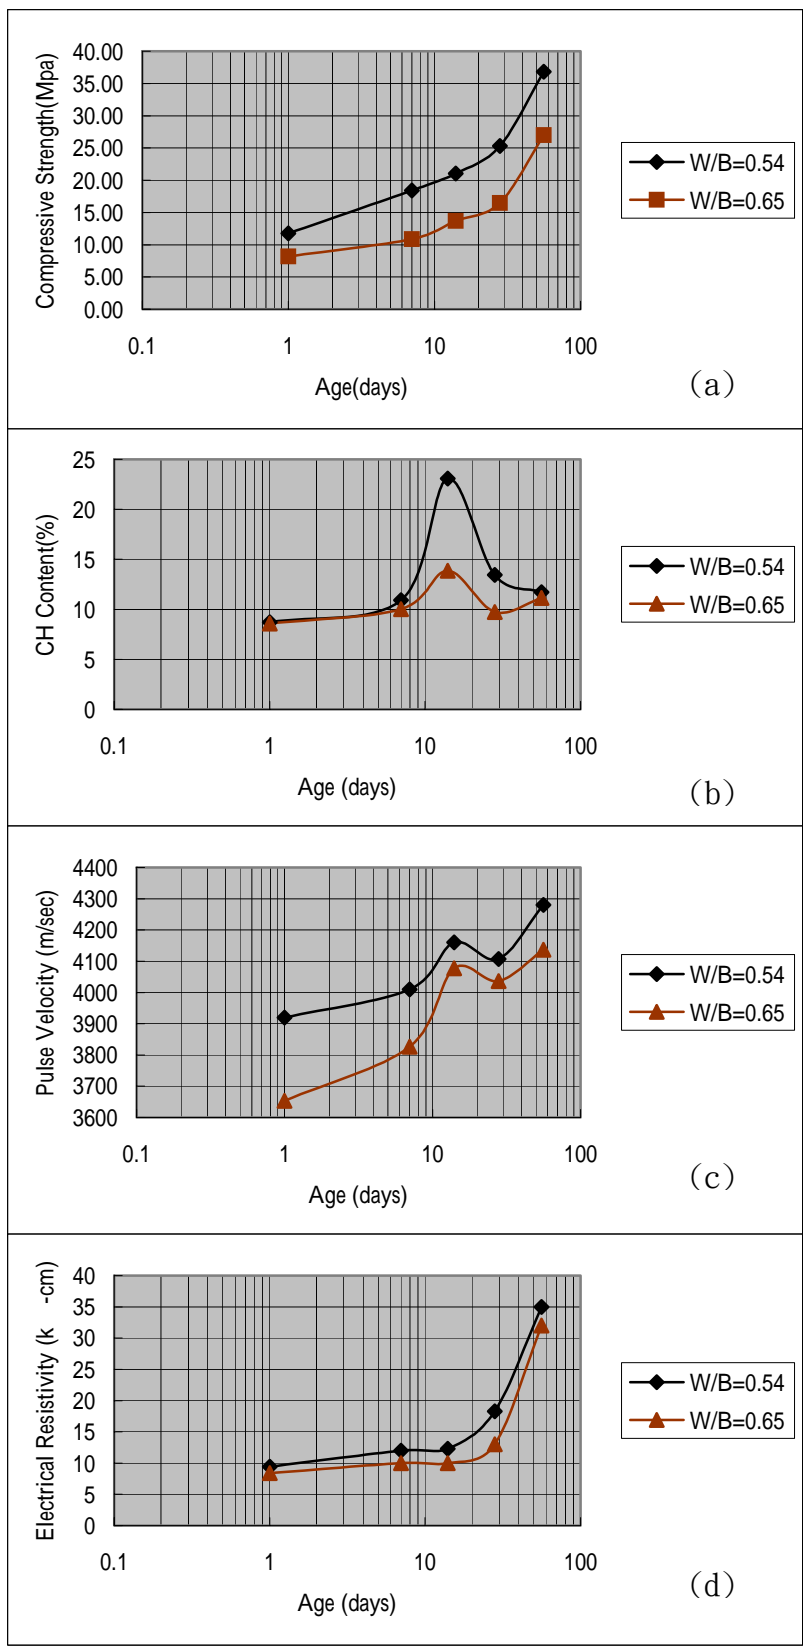 Compressive Strength(Mpa)
40.00
35.00
30.00
25.00
20.00
15.00
10.00
5.00
0.00
0.1 1 10 100
Age(days)
W/B=0.54
W/B=0.65
(a)
CH Content(%)
25
20
15
10
5
0
0.1 1 10 100
Age (days)
W/B=0.54
W/B=0.65
(b)
Pulse Velocity (m/sec)
4400
4300
4200
4100
4000
3900
3800
3700
3600
0.1 1 10 100
Age (days)
W/B=0.54
W/B=0.65
(c)
Electrical Resistivity (k -cm)
40
35
30
25
20
15
10
5
0
0.1 1 10 100
Age (days)
W/B=0.54
W/B=0.65
(d)